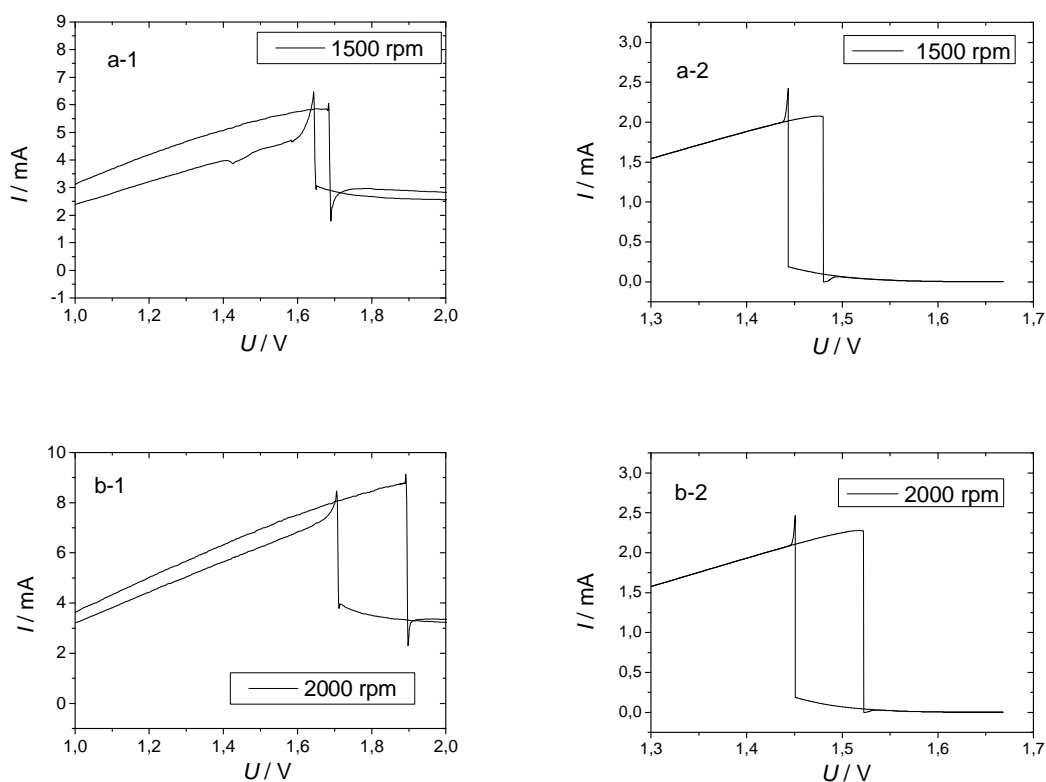 a-1
1500 rpm
9
8
7
6
5
4
3
2
1
0
-1
I / mA
1,0 1,2 1,4 1,6 1,8 2,0
U / V
a-2
1500 rpm
3,0
2,5
2,0
1,5
1,0
0,5
0,0
I / mA
1,3 1,4 1,5 1,6 1,7
U / V
b-1
2000 rpm
10
8
6
4
2
0
I / mA
1,0 1,2 1,4 1,6 1,8 2,0
U / V
b-2
2000 rpm
3,0
2,5
2,0
1,5
1,0
0,5
0,0
I / mA
1,3 1,4 1,5 1,6 1,7
U / V